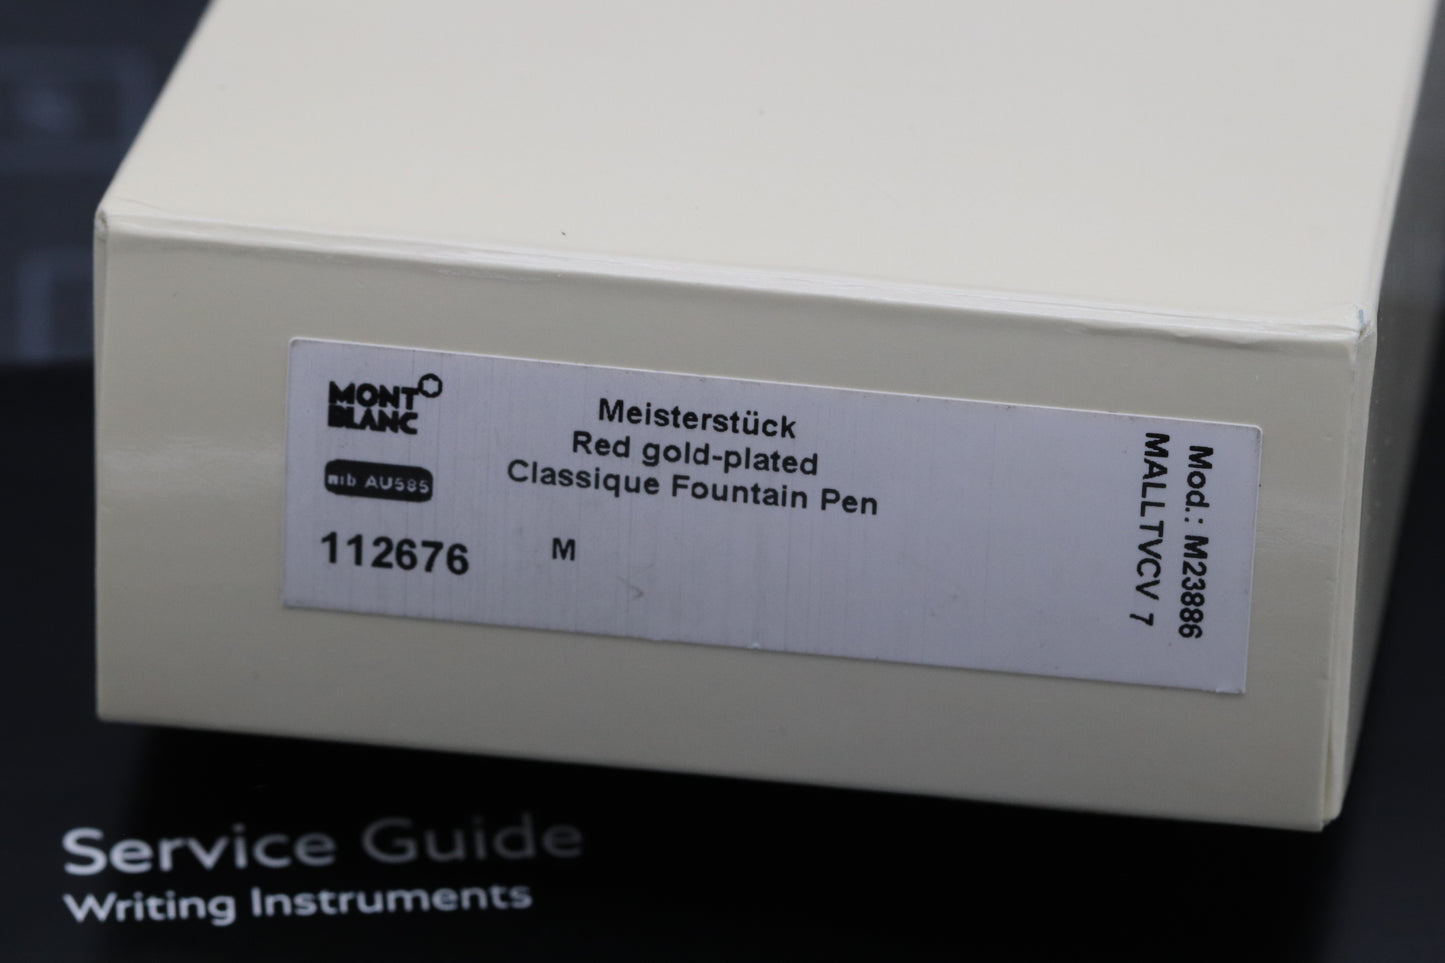 MONT
BLANC
nib AU585
112676
M
Meisterstück
Red gold-plated
Classique Fountain Pen
Mod.: M23886
MALLTVCV 7
Service Guide
Writing Instruments